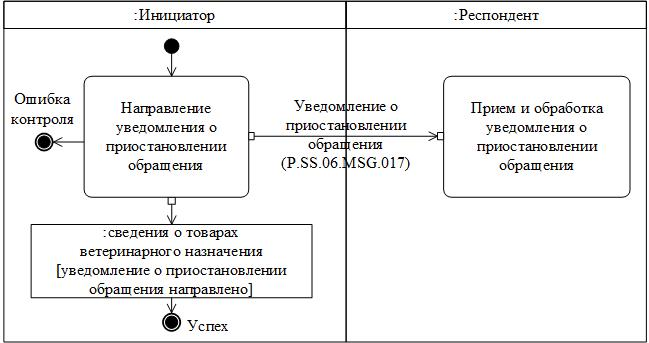 :Инициатор
:Респондент
Ошибка
контроля
Направление
уведомления о
приостановлении
обращения
Уведомление о
приостановлении
обращения
(P.SS.06.MSG.017)
Прием и обработка
уведомления о
приостановлении
обращения
:сведения о товарах
ветеринарного назначения
[уведомление о приостановлении
обращения направлено]
Успех